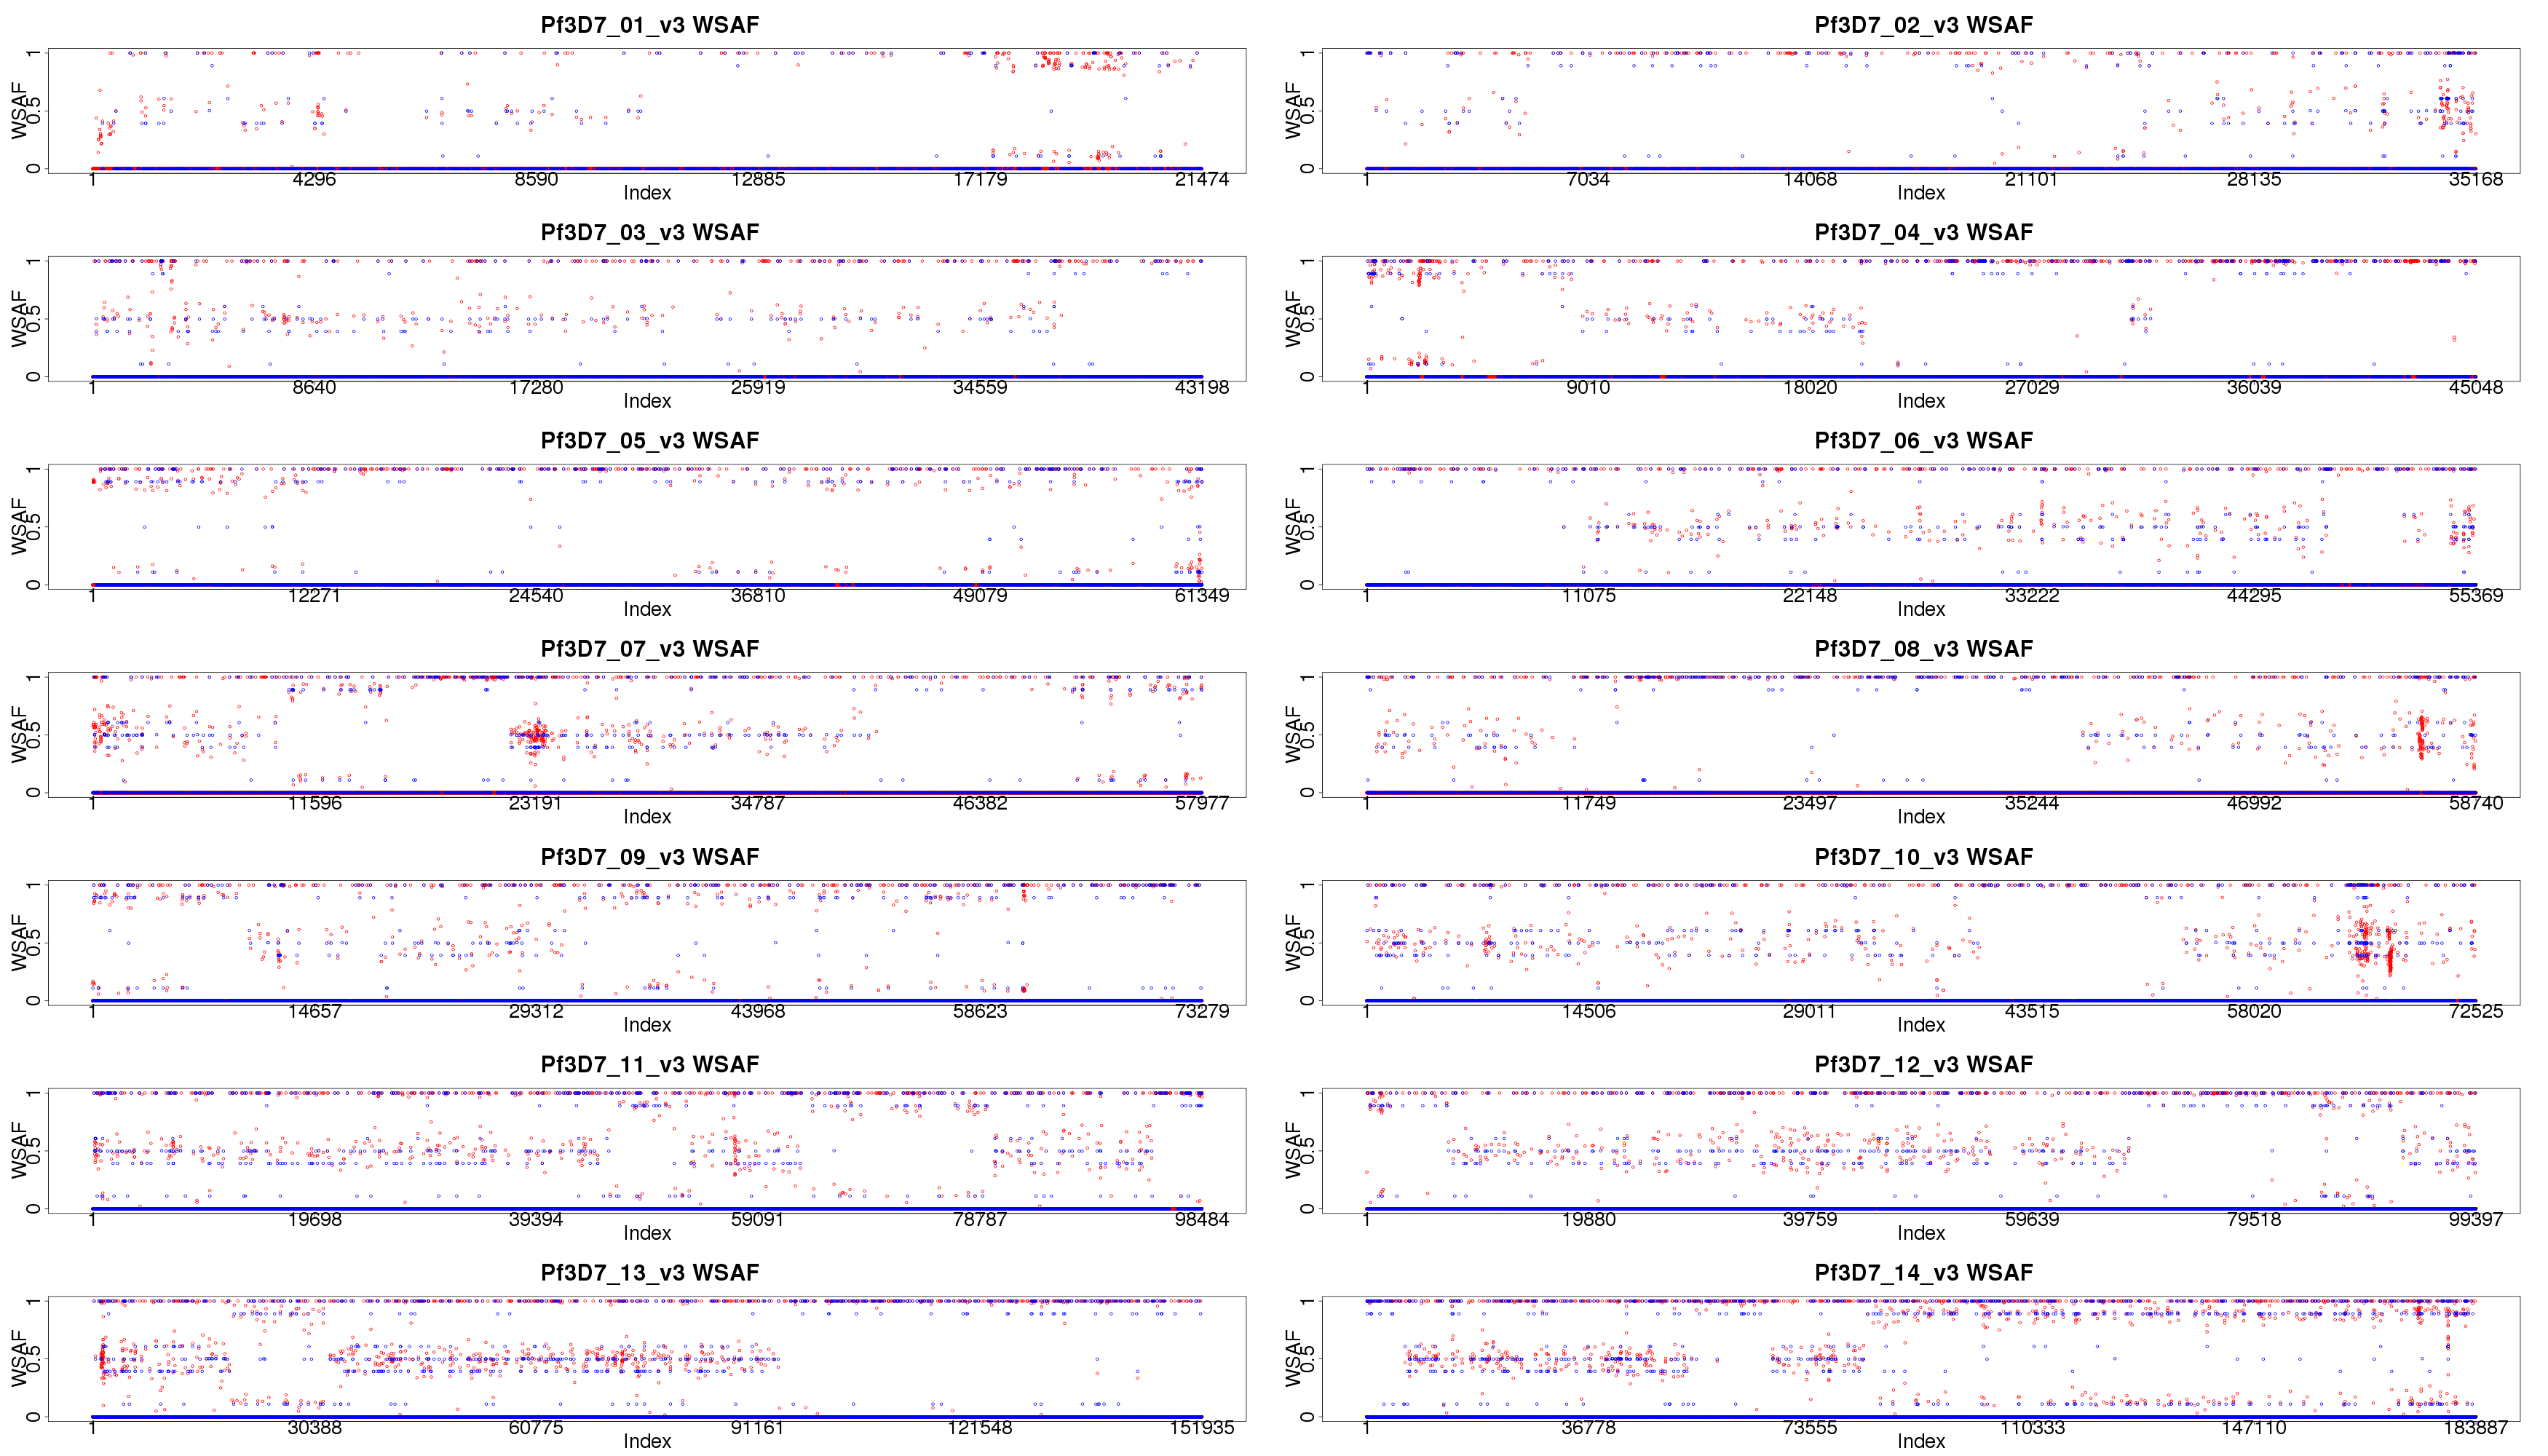 Pf3D7_01_v3 WSAF
WSAF
0 0.5 1
1 4296 8590 12885 17179 21474
Index
Pf3D7_02_v3 WSAF
WSAF
0 0.5 1
1 7034 14068 21101 28135 35168
Index
Pf3D7_03_v3 WSAF
WSAF
0 0.5 1
1 8640 17280 25919 34559 43198
Index
Pf3D7_04_v3 WSAF
WSAF
0 0.5 1
1 9010 18020 27029 36039 45048
Index
Pf3D7_05_v3 WSAF
WSAF
0 0.5 1
1 12271 24540 36810 49079 61349
Index
Pf3D7_06_v3 WSAF
WSAF
0 0.5 1
1 11075 22148 33222 44295 55369
Index
Pf3D7_07_v3 WSAF
WSAF
0 0.5 1
1 11596 23191 34787 46382 57977
Index
Pf3D7_08_v3 WSAF
WSAF
0 0.5 1
1 11749 23497 35244 46992 58740
Index
Pf3D7_09_v3 WSAF
WSAF
0 0.5 1
1 14657 29312 43968 58623 73279
Index
Pf3D7_10_v3 WSAF
WSAF
0 0.5 1
1 14506 29011 43515 58020 72525
Index
Pf3D7_11_v3 WSAF
WSAF
0 0.5 1
1 19698 39394 59091 78787 98484
Index
Pf3D7_12_v3 WSAF
WSAF
0 0.5 1
1 19880 39759 59639 79518 99397
Index
Pf3D7_13_v3 WSAF
WSAF
0 0.5 1
1 30388 60775 91161 121548 151935
Index
Pf3D7_14_v3 WSAF
WSAF
0 0.5 1
1 36778 73555 110333 147110 183887
Index